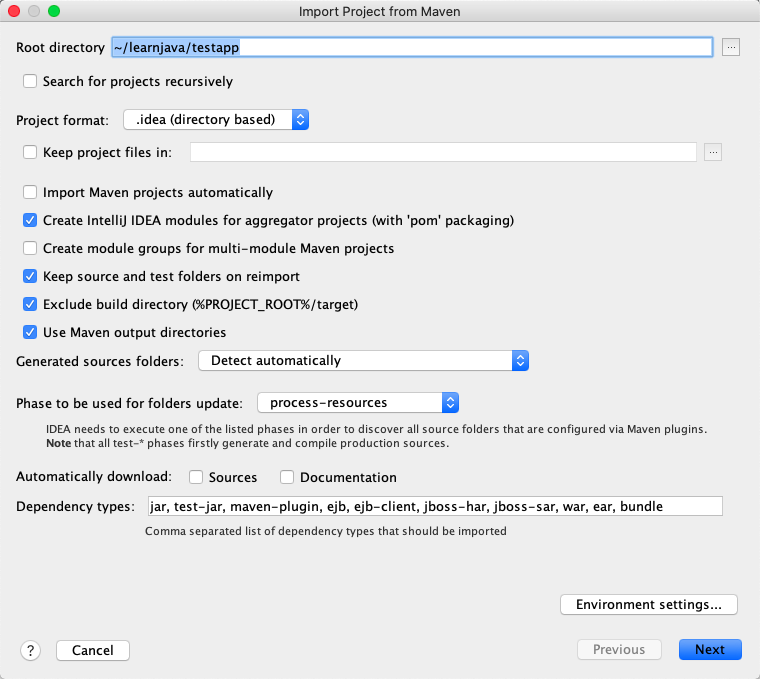 Import Project from Maven
Root directory ~/learnjava/testapp ...
Search for projects recursively
Project format: .idea (directory based)
Keep project files in: ...
Import Maven projects automatically
Create IntelliJ IDEA modules for aggregator projects (with 'pom' packaging)
Create module groups for multi-module Maven projects
Keep source and test folders on reimport
Exclude build directory (%PROJECT_ROOT%/target)
Use Maven output directories
Generated sources folders: Detect automatically
Phase to be used for folders update: process-resources
IDEA needs to execute one of the listed phases in order to discover all source folders that are configured via Maven plugins.
Note that all test-* phases firstly generate and compile production sources.
Automatically download: Sources Documentation
Dependency types: jar, test-jar, maven-plugin, ejb, ejb-client, jboss-har, jboss-sar, war, ear, bundle
Comma separated list of dependency types that should be imported
Environment settings...
? Cancel Previous Next